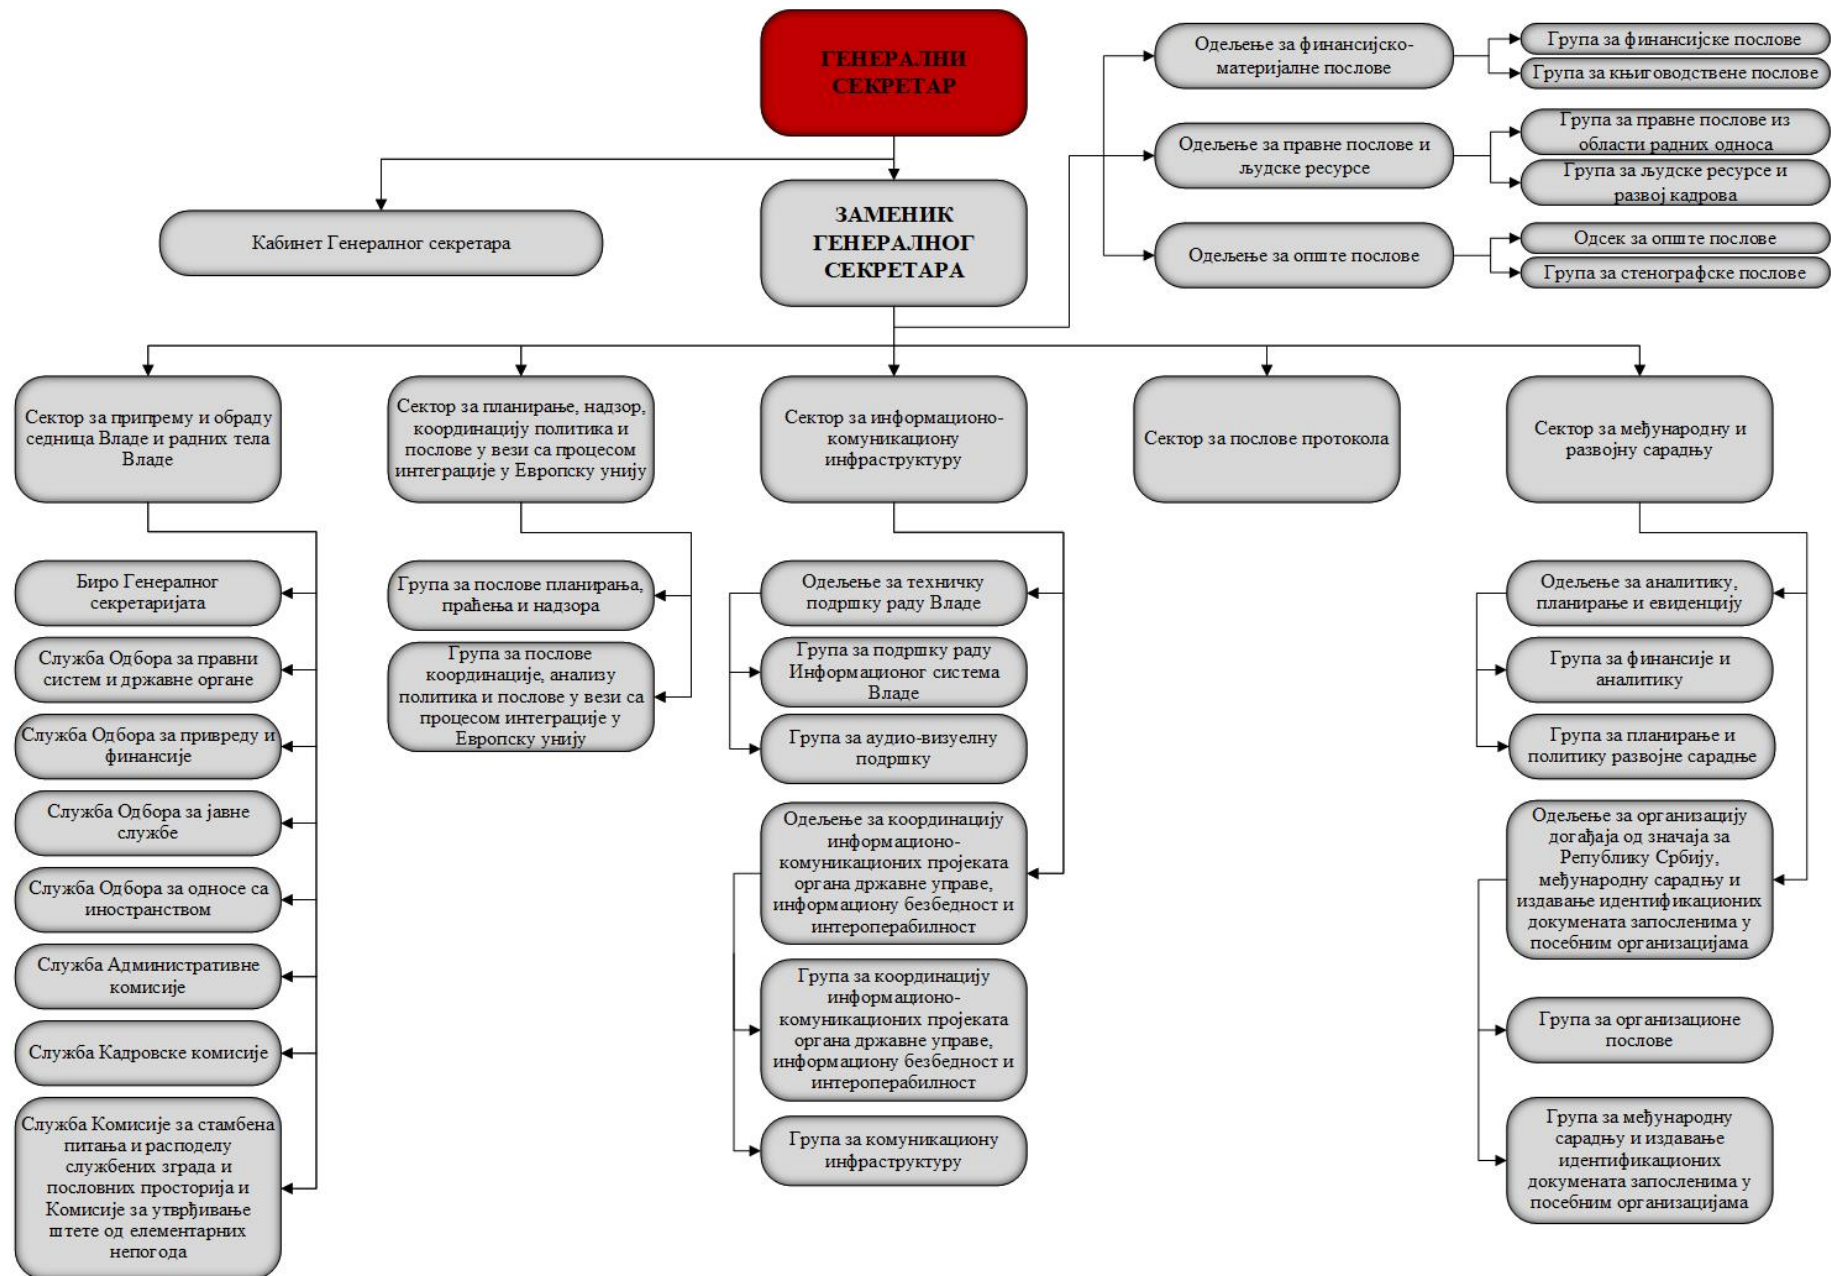 ГЕНЕРАЛНИ
СЕКРЕТАР
Кабинет Генералног секретара
ЗАМЕНИК
ГЕНЕРАЛНОГ
СЕКРЕТАРА
Одељење за финансијско-
материјалне послове
Група за финансијске послове
Група за књиговодствене послове
Одељење за правне послове и
људске ресурсе
Група за правне послове из
области радних односа
Група за људске ресурсе и
развој кадрова
Одељење за опште послове
Одсек за опште послове
Група за стенографске послове
Сектор за припрему и обраду
седница Владе и радних тела
Владе
Сектор за планирање, надзор,
координацију политика и
послове у вези са процесом
интеграције у Европску унију
Сектор за информационо-
комуникациону
инфраструктуру
Сектор за послове протокола
Сектор за међународну и
развојну сарадњу
Биро Генералног
секретаријата
Служба Одбора за правни
систем и државне органе
Служба Одбора за привреду и
финансије
Служба Одбора за јавне
службе
Служба Одбора за односе са
иностранством
Служба Административне
комисије
Служба Кадровске комисије
Служба Комисије за стамбена
питања и расподелу
службених зграда и
пословних просторија и
Комисије за утврђивање
штете од елементарних
непогода
Група за послове планирања,
праћења и надзора
Група за послове
координације, анализу
политика и послове у вези са
процесом интеграције у
Европску унију
Одељење за техничку
подршку раду Владе
Група за подршку раду
Информационог система
Владе
Група за аудио-визуелну
подршку
Одељење за координацију
информационо-
комуникационих пројеката
органа државне управе,
информациону безбедност и
интероперабилност
Група за координацију
информационо-
комуникационих пројеката
органа државне управе,
информациону безбедност и
интероперабилност
Група за комуникациону
инфраструктуру
Одељење за аналитику,
планирање и евиденцију
Група за финансије и
аналитику
Група за планирање и
политику развојне сарадње
Одељење за организацију
догађаја од значаја за
Републику Србију,
међународну сарадњу и
издавање идентификационих
докумената запосленима у
посебним организацијама
Група за организационе
послове
Група за међународну
сарадњу и издавање
идентификационих
докумената запосленима у
посебним организацијама